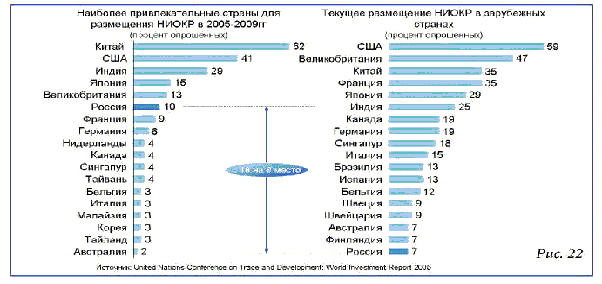 Наиболее привлекательные страны для
размещения НИОКР в 2005-2009гг
(процент опрошенных)
Китай 62
США 41
Индия 29
Япония 15
Великобритания 13
Россия 10
Франция 9
Германия 6
Нидерланды 4
Канада 4
Сингапур 4
Тайвань 4
Бельгия 3
Италия 3
Малайзия 3
Корея 3
Тайланд 3
Австралия 2
Текущее размещение НИОКР в зарубежных
странах
(процент опрошенных)
США 59
Великобритания 47
Китай 35
Франция 35
Япония 29
Индия 25
Канада 19
Германия 19
Сингапур 18
Италия 15
Бразилия 13
Испания 13
Бельгия 12
Швеция 9
Швейцария 9
Австралия 7
Финляндия 7
Россия 7
место
Рис. 22
Источник: United Nations Conference on Trade and Development: World Investment Report 2005